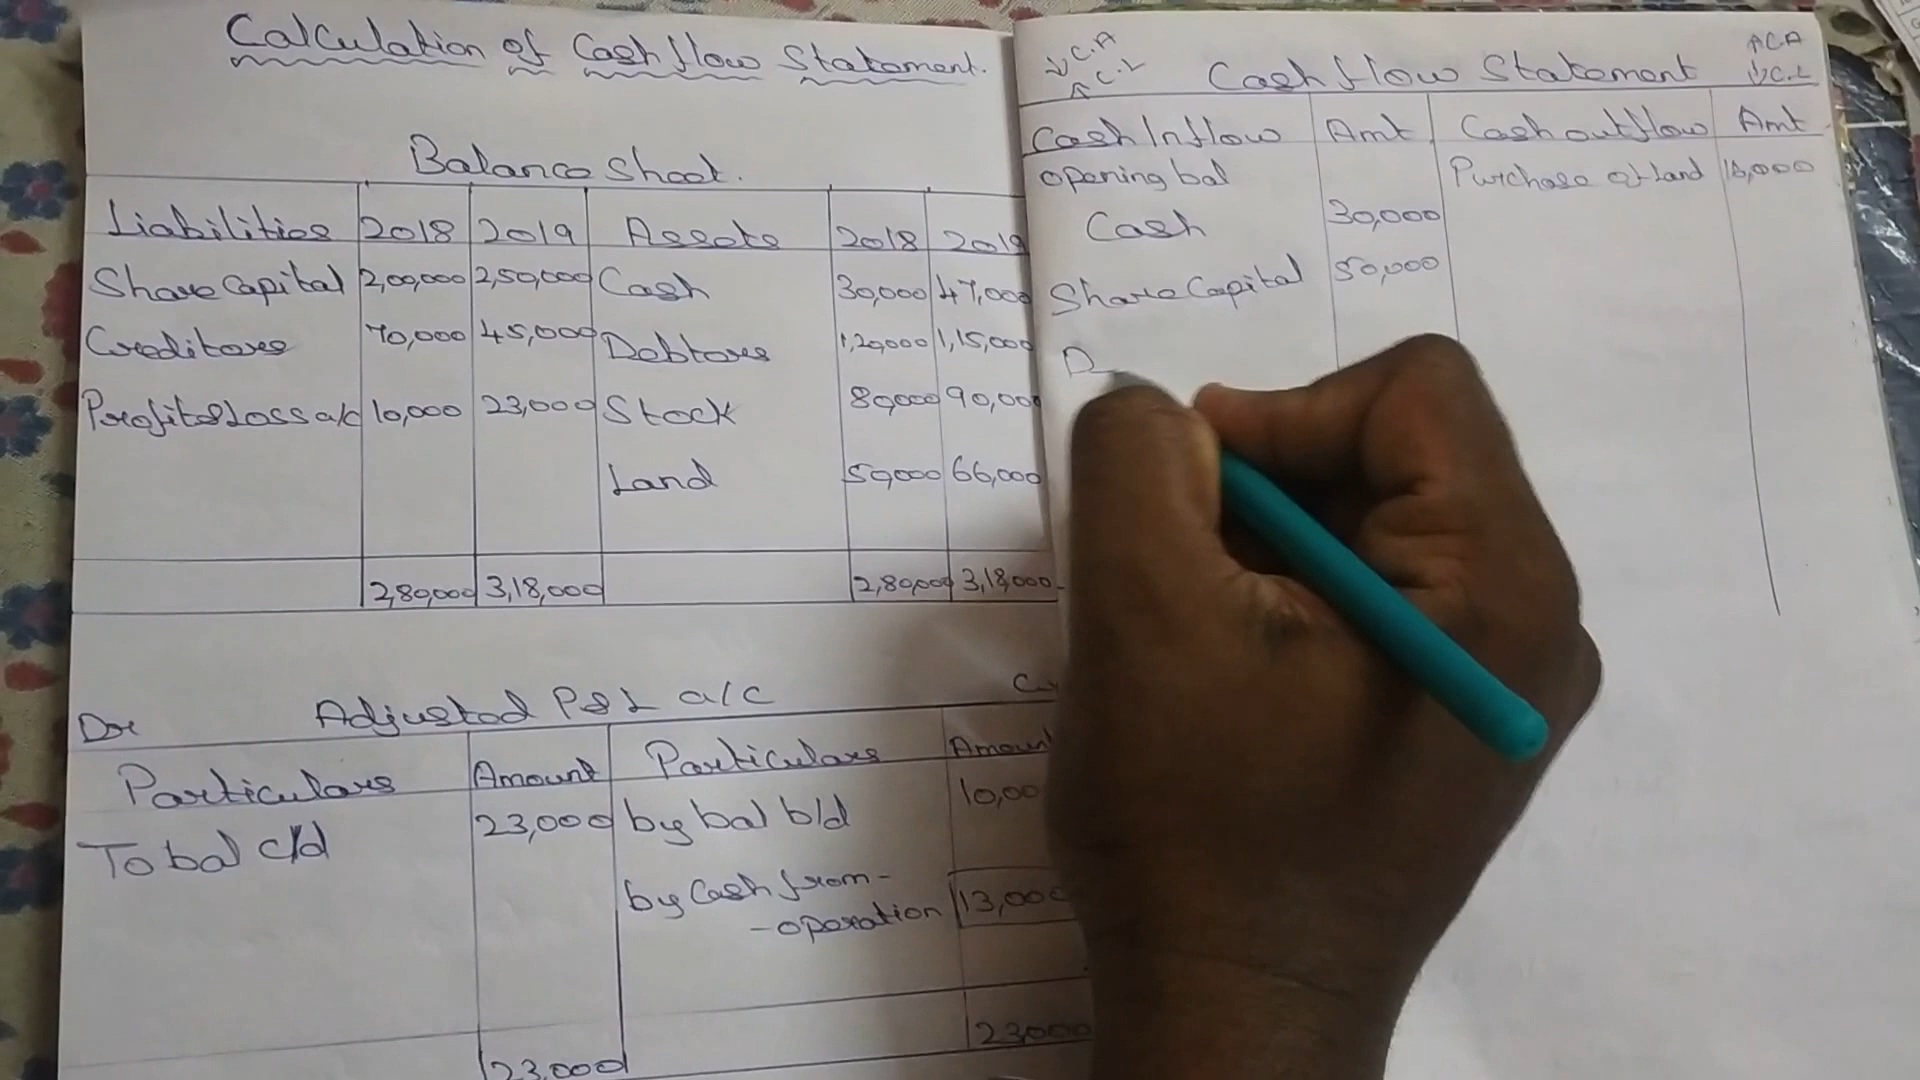 Calculation of Cash flow Statement.
Balance Sheet.
Liabilities 2018 2019 Assets 2018 2019
Share Capital 2,00,000 2,50,000 Cash 30,000 47,000
Creditors 70,000 45,000 Debtors 1,20,000 1,15,000
Profit & Loss a/c 10,000 23,000 Stock 80,000 90,000
Land 50,000 66,000
2,80,000 3,18,000 2,80,000 3,18,000
Dr Adjusted P & L a/c
Particulars Amount Particulars Amount
To bal c/d 23,000 by bal b/d 10,00
by Cash from -
- operation 13,000
23,000 23,000
↓ C.A
↑ C.L
Cash flow Statement
↑ C.A
↓ C.L
Cash Inflow Amt Cash outflow Amt
Opening bal Purchase of Land 16,000
Cash 30,000
Share Capital 50,000
D